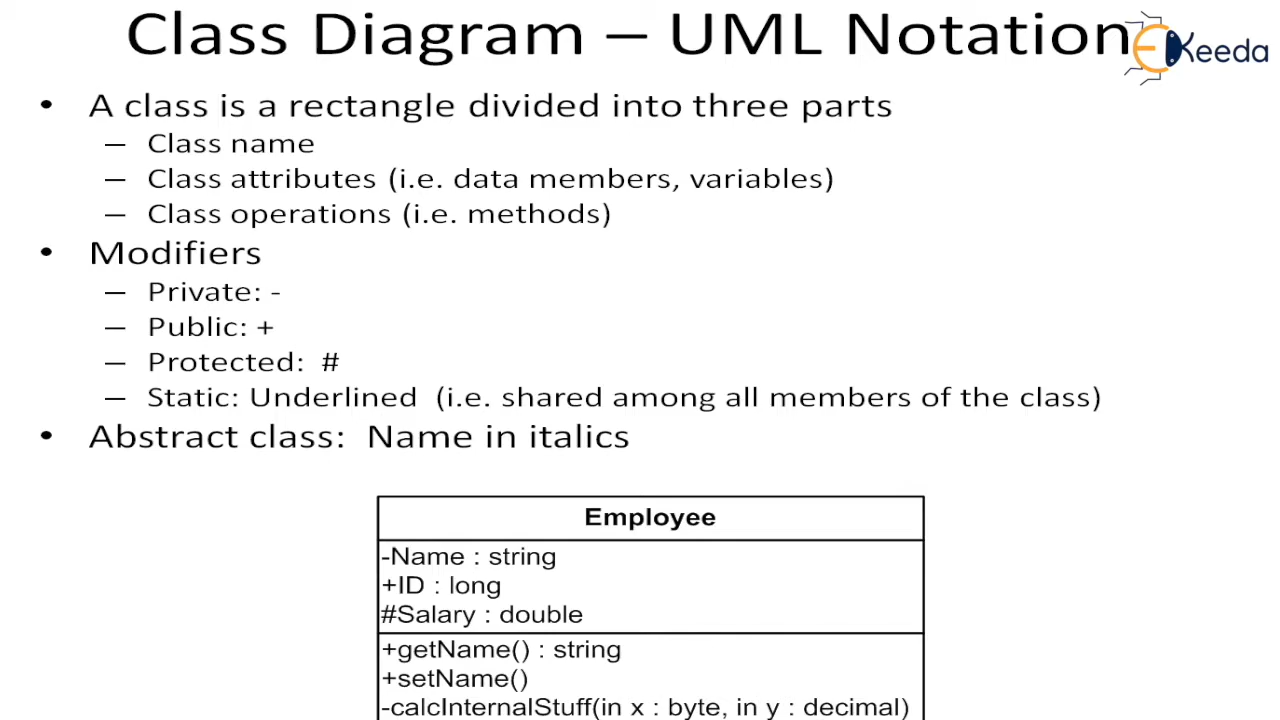 Class Diagram – UML Notation
EKeeda
• A class is a rectangle divided into three parts
– Class name
– Class attributes (i.e. data members, variables)
– Class operations (i.e. methods)
• Modifiers
– Private: -
– Public: +
– Protected: #
– Static: Underlined (i.e. shared among all members of the class)
• Abstract class: Name in italics
Employee
-Name : string
+ID : long
#Salary : double
+getName() : string
+setName()
-calcInternalStuff(in x : byte, in y : decimal)